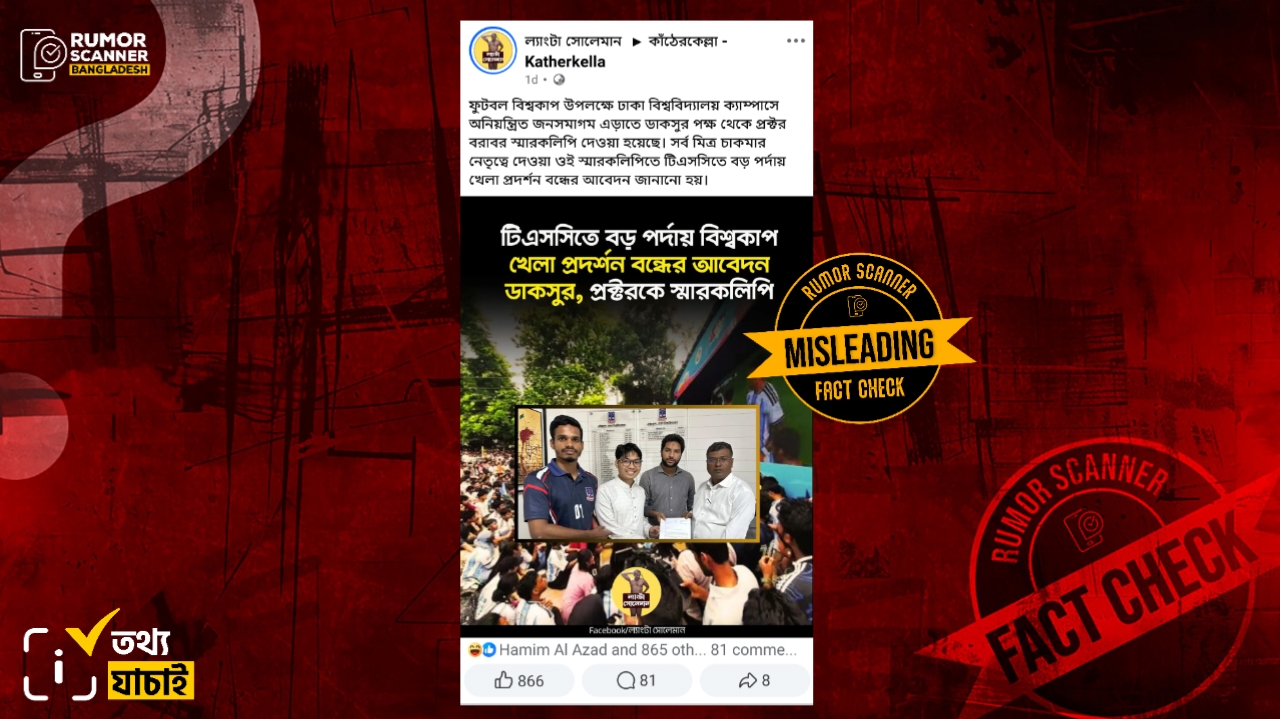 RUMOR
SCANNER
BANGLADESH
ল্যাংটা সোলেমান ▶ কাঁঠেরকেল্লা -
Katherkella
1d
ফুটবল বিশ্বকাপ উপলক্ষে ঢাকা বিশ্ববিদ্যালয় ক্যাম্পাসে
অনিয়ন্ত্রিত জনসমাগম এড়াতে ডাকসুর পক্ষ থেকে প্রক্টর
বরাবর স্মারকলিপি দেওয়া হয়েছে। সর্ব মিত্র চাকমার
নেতৃত্বে দেওয়া ওই স্মারকলিপিতে টিএসসিতে বড় পর্দায়
খেলা প্রদর্শন বন্ধের আবেদন জানানো হয়।
টিএসসিতে বড় পর্দায় বিশ্বকাপ
খেলা প্রদর্শন বন্ধের আবেদন
ডাকসুর, প্রক্টরকে স্মারকলিপি
RUMOR SCANNER
MISLEADING
FACT CHECK
01
ল্যাংটা
সোলেমান
Facebook/ল্যাংটা সোলেমান
Hamim Al Azad and 865 oth... 81 comme...
866
81
8
RUMOR SCANNER
FACT CHECK
তথ্য
যাচাই